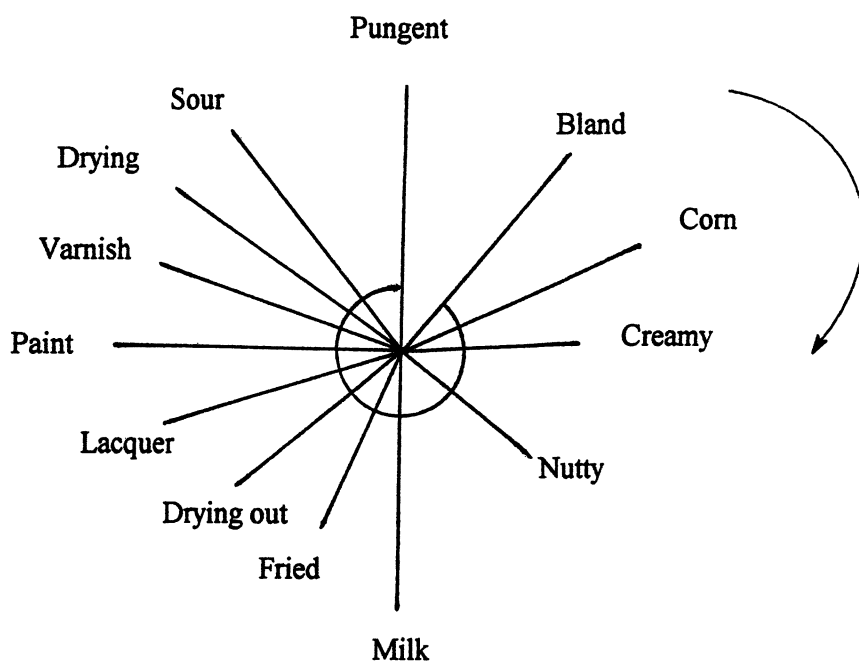 Pungent
Sour
Bland
Drying
Corn
Varnish
Paint
Creamy
Lacquer
Nutty
Drying out
Fried
Milk